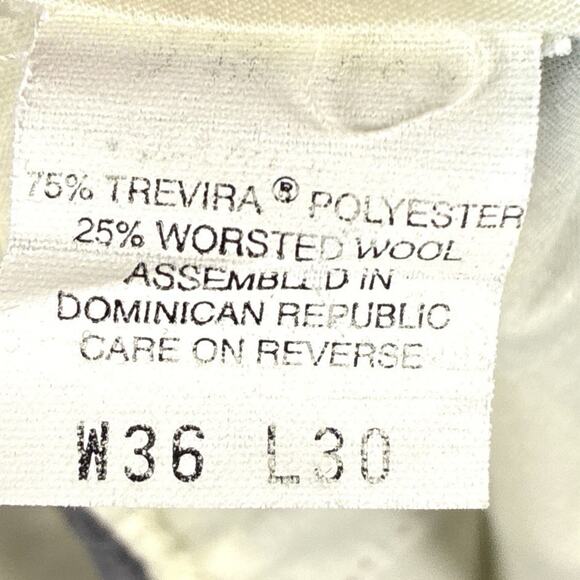 75% TREVIRA ® POLYESTER
25% WORSTED WOOL
ASSEMBLED IN
DOMINICAN REPUBLIC
CARE ON REVERSE
W36 L30